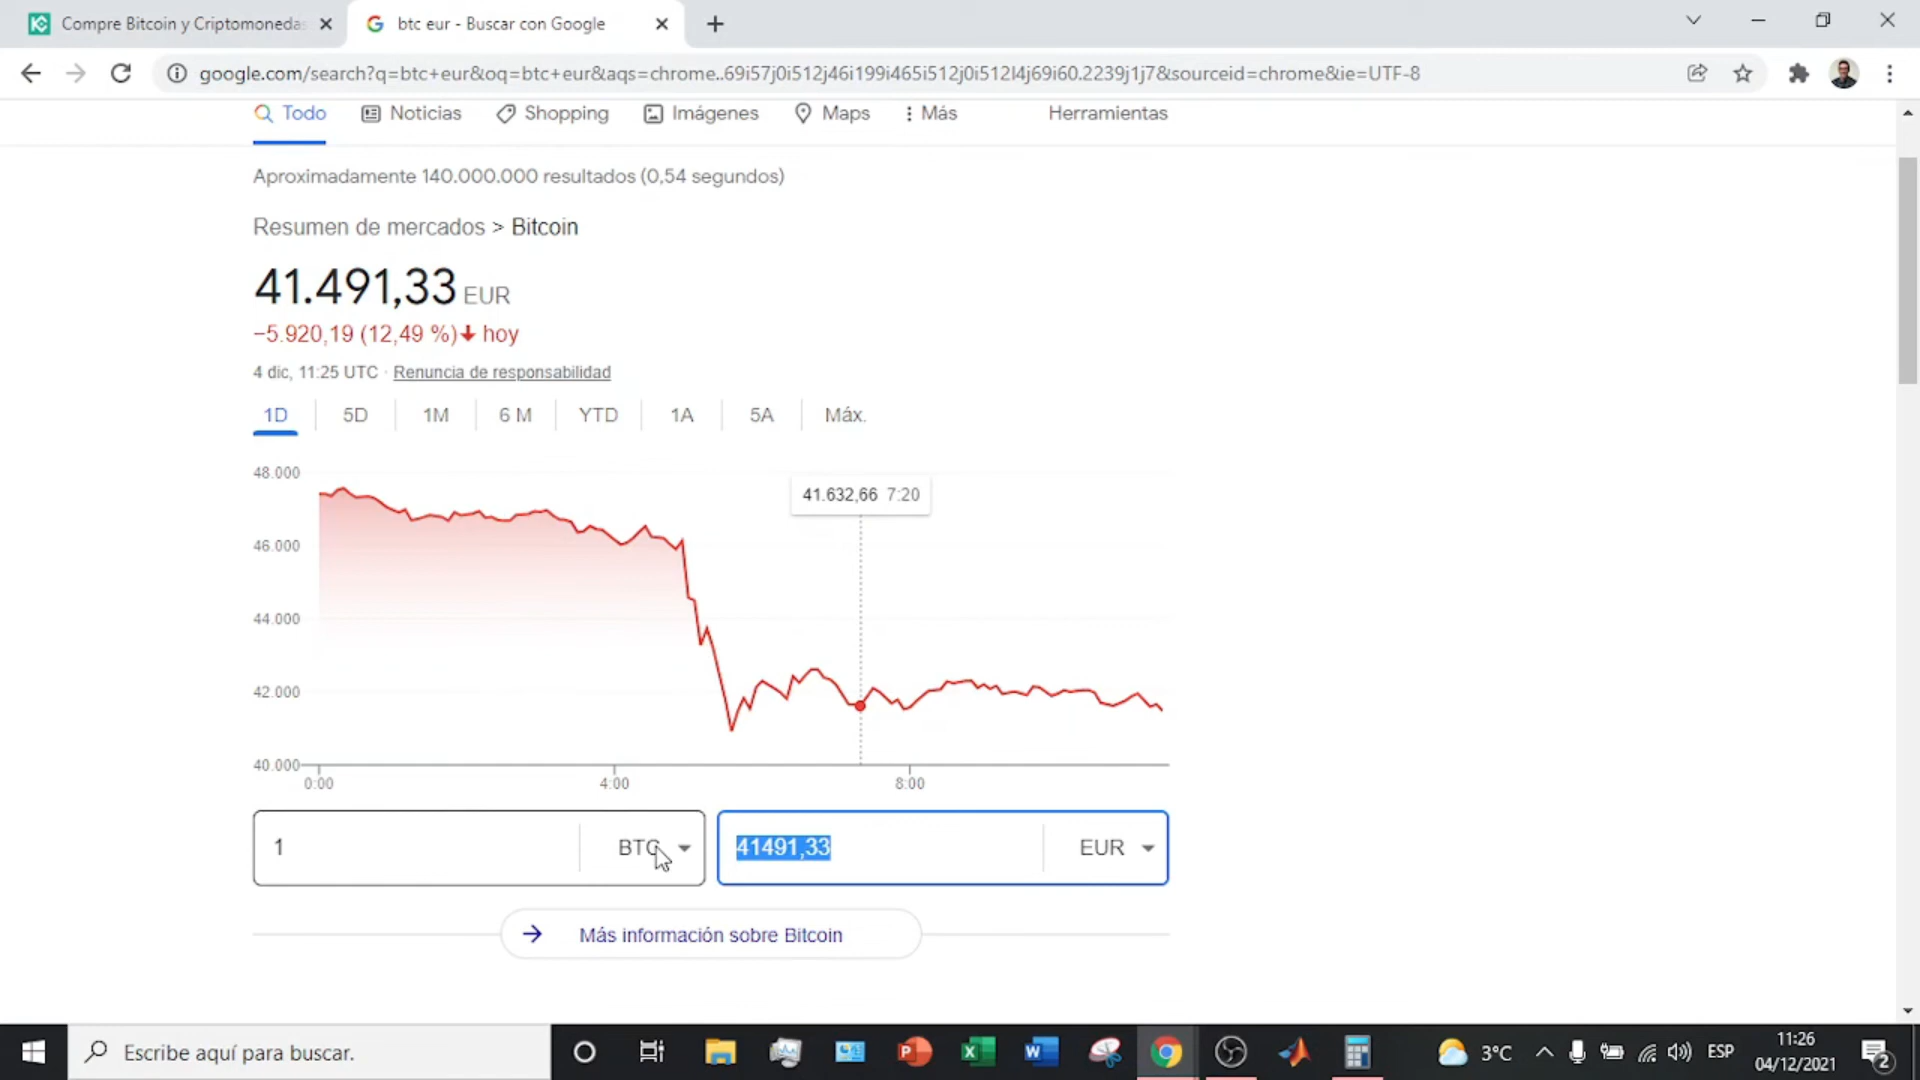 Compre Bitcoin y Criptomonedas
btc eur - Buscar con Google
google.com/search?q=btc+eur&oq=btc+eur&aqs=chrome..69i57j0i512j46i199i465i512j0i512l4j69i60.2239j1j7&sourceid=chrome&ie=UTF-8
Todo Noticias Shopping Imágenes Maps Más Herramientas
Aproximadamente 140.000.000 resultados (0,54 segundos)
Resumen de mercados > Bitcoin
41.491,33 EUR
−5.920,19 (12,49 %) hoy
4 dic, 11:25 UTC · Renuncia de responsabilidad
1D 5D 1M 6 M YTD 1A 5A Máx.
48.000
41.632,66 7:20
46.000
44.000
42.000
40.000
0:00 4:00 8:00
1 BTC 41491,33 EUR
Más información sobre Bitcoin
Escribe aquí para buscar.
3°C
ESP
11:26
04/12/2021
2